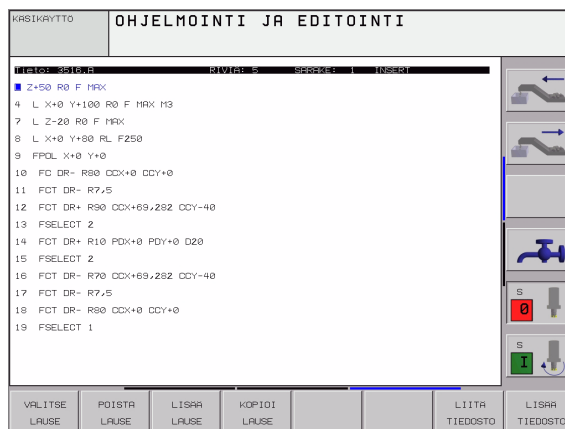 KASIKAYTTO
OHJELMOINTI JA EDITOINTI
Tieto: 3516.A RIVIA: 5 SARAKE: 1 INSERT
Z+50 R0 F MAX
4 L X+0 Y+100 R0 F MAX M3
7 L Z-20 R0 F MAX
8 L X+0 Y+80 RL F250
9 FPOL X+0 Y+0
10 FC DR- R80 CCX+0 CCY+0
11 FCT DR- R7,5
12 FCT DR+ R90 CCX+69,282 CCY-40
13 FSELECT 2
14 FCT DR+ R10 PDX+0 PDY+0 D20
15 FSELECT 2
16 FCT DR- R70 CCX+69,282 CCY-40
17 FCT DR- R7,5
18 FCT DR- R80 CCX+0 CCY+0
19 FSELECT 1
S
0
S
I
VALITSE LAUSE
POISTA LAUSE
LISAA LAUSE
KOPIOI LAUSE
LIITA TIEDOSTO
LISAA TIEDOSTO